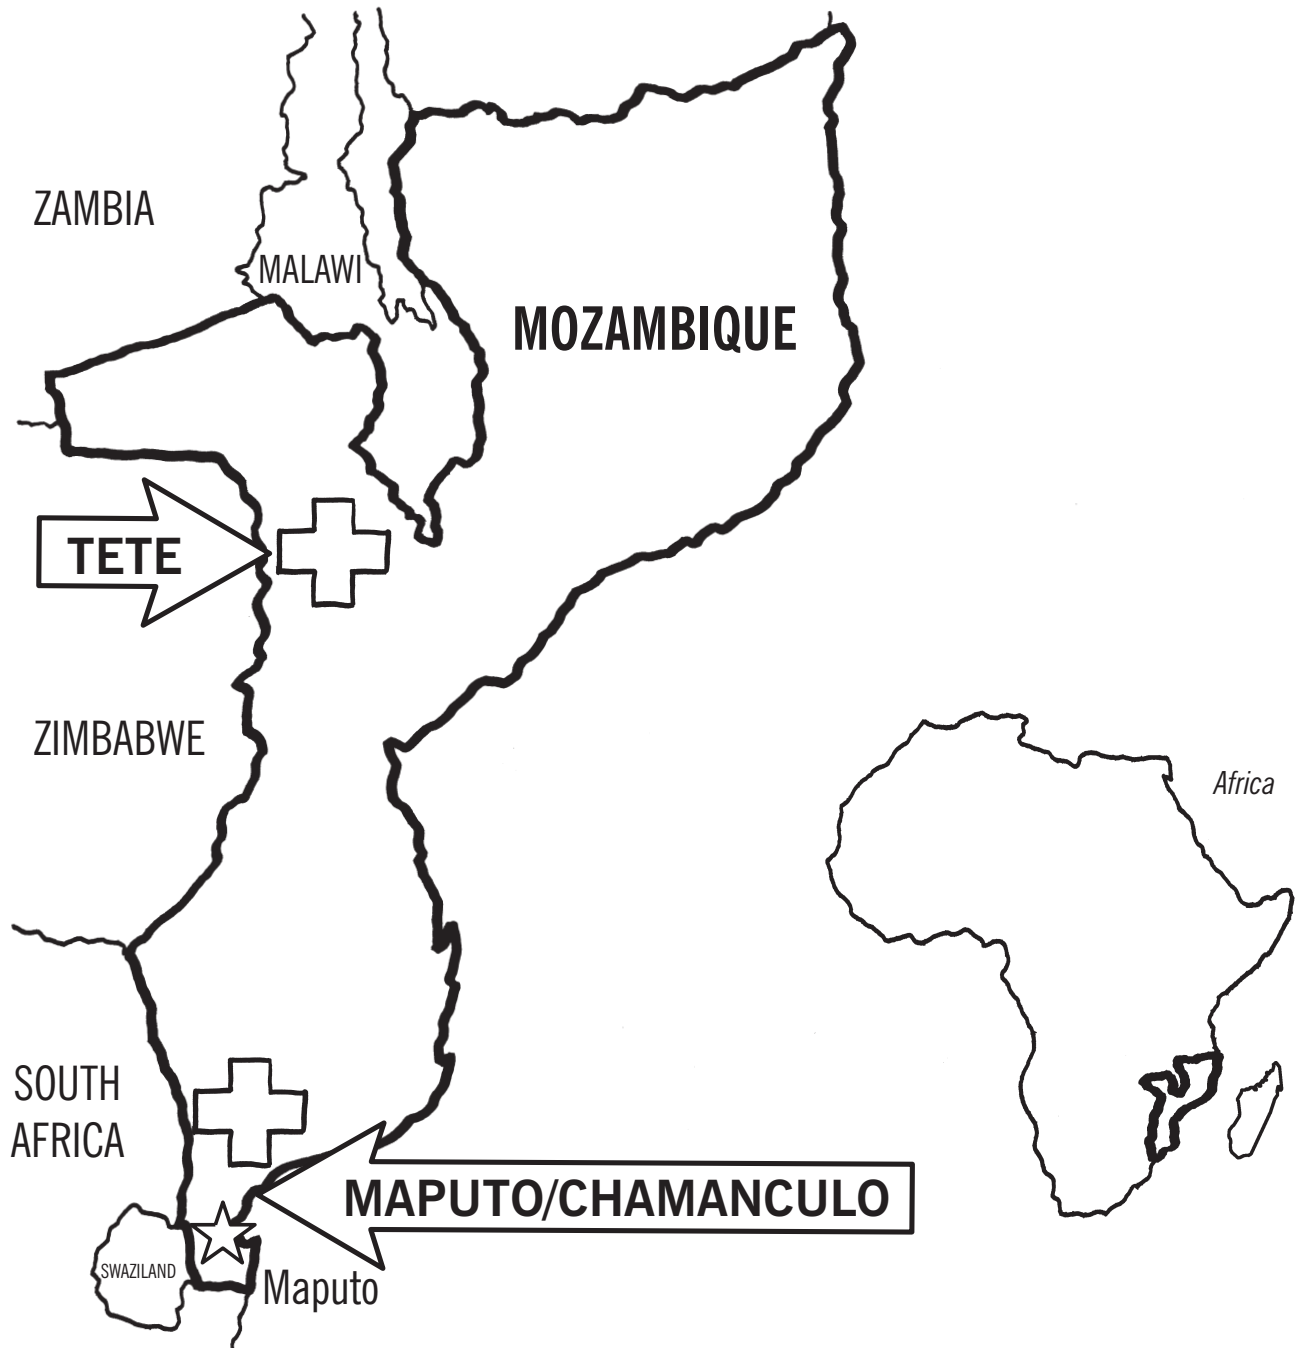 ZAMBIA
MALAWI
MOZAMBIQUE
TETE
ZIMBABWE
Africa
SOUTH
AFRICA
MAPUTO/CHAMANCULO
SWAZILAND
Maputo